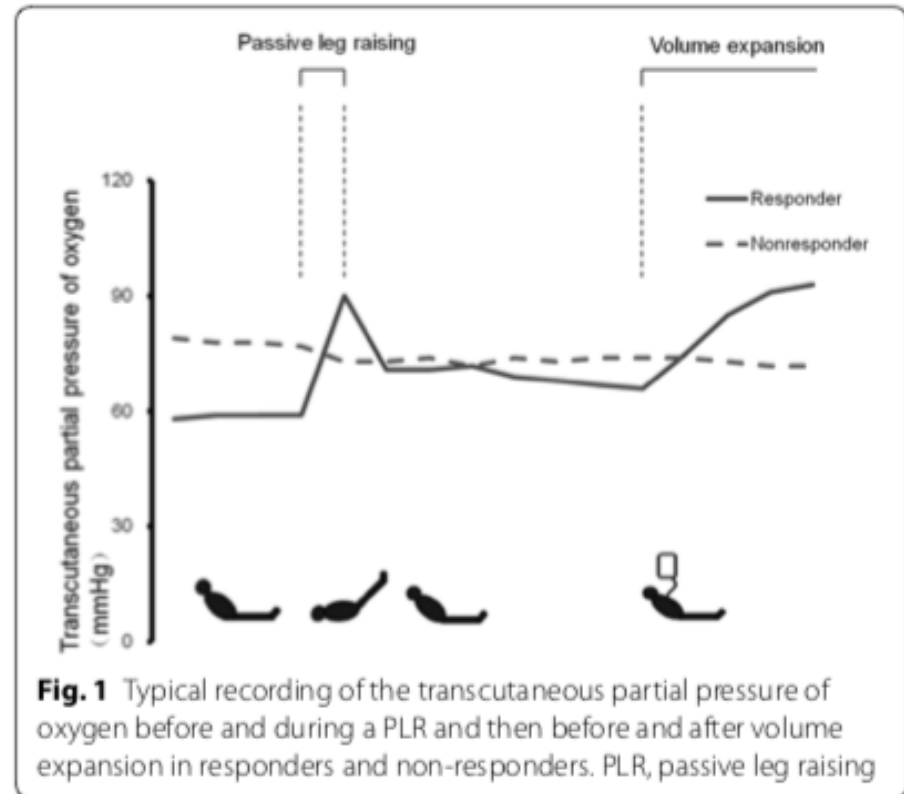 Passive leg raising
Volume expansion
120
90
60
30
0
Transcutaneous partial pressure of oxygen
(mmHg)
Responder
Nonresponder
Fig. 1 Typical recording of the transcutaneous partial pressure of
oxygen before and during a PLR and then before and after volume
expansion in responders and non-responders. PLR, passive leg raising